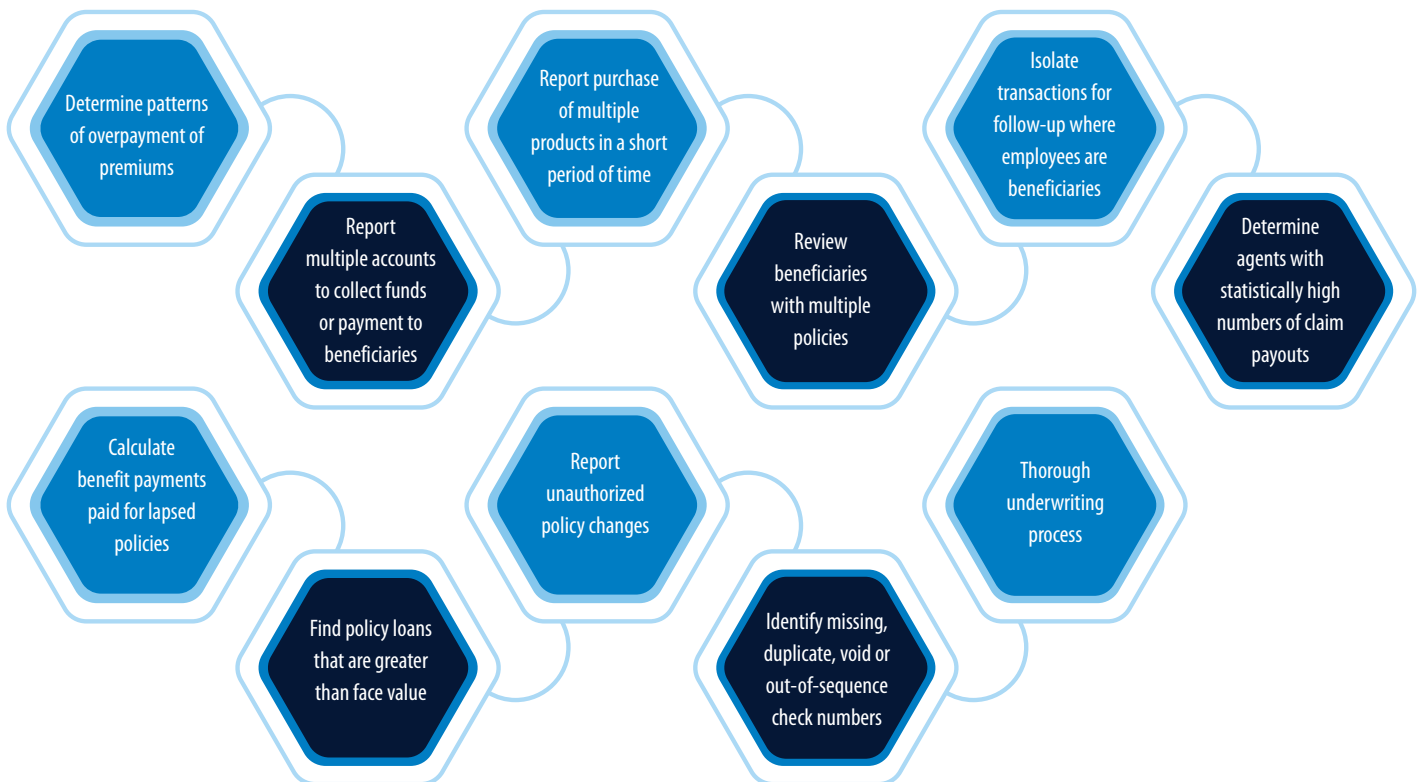 Determine patterns
of overpayment of
premiums
Report
multiple accounts
to collect funds
or payment to
beneficiaries
Report purchase
of multiple
products in a short
period of time
Review
beneficiaries
with multiple
policies
Isolate
transactions for
follow-up where
employees are
beneficiaries
Determine
agents with
statistically high
numbers of claim
payouts
Calculate
benefit payments
paid for lapsed
policies
Find policy loans
that are greater
than face value
Report
unauthorized
policy changes
Identify missing,
duplicate, void or
out-of-sequence
check numbers
Thorough
underwriting
process